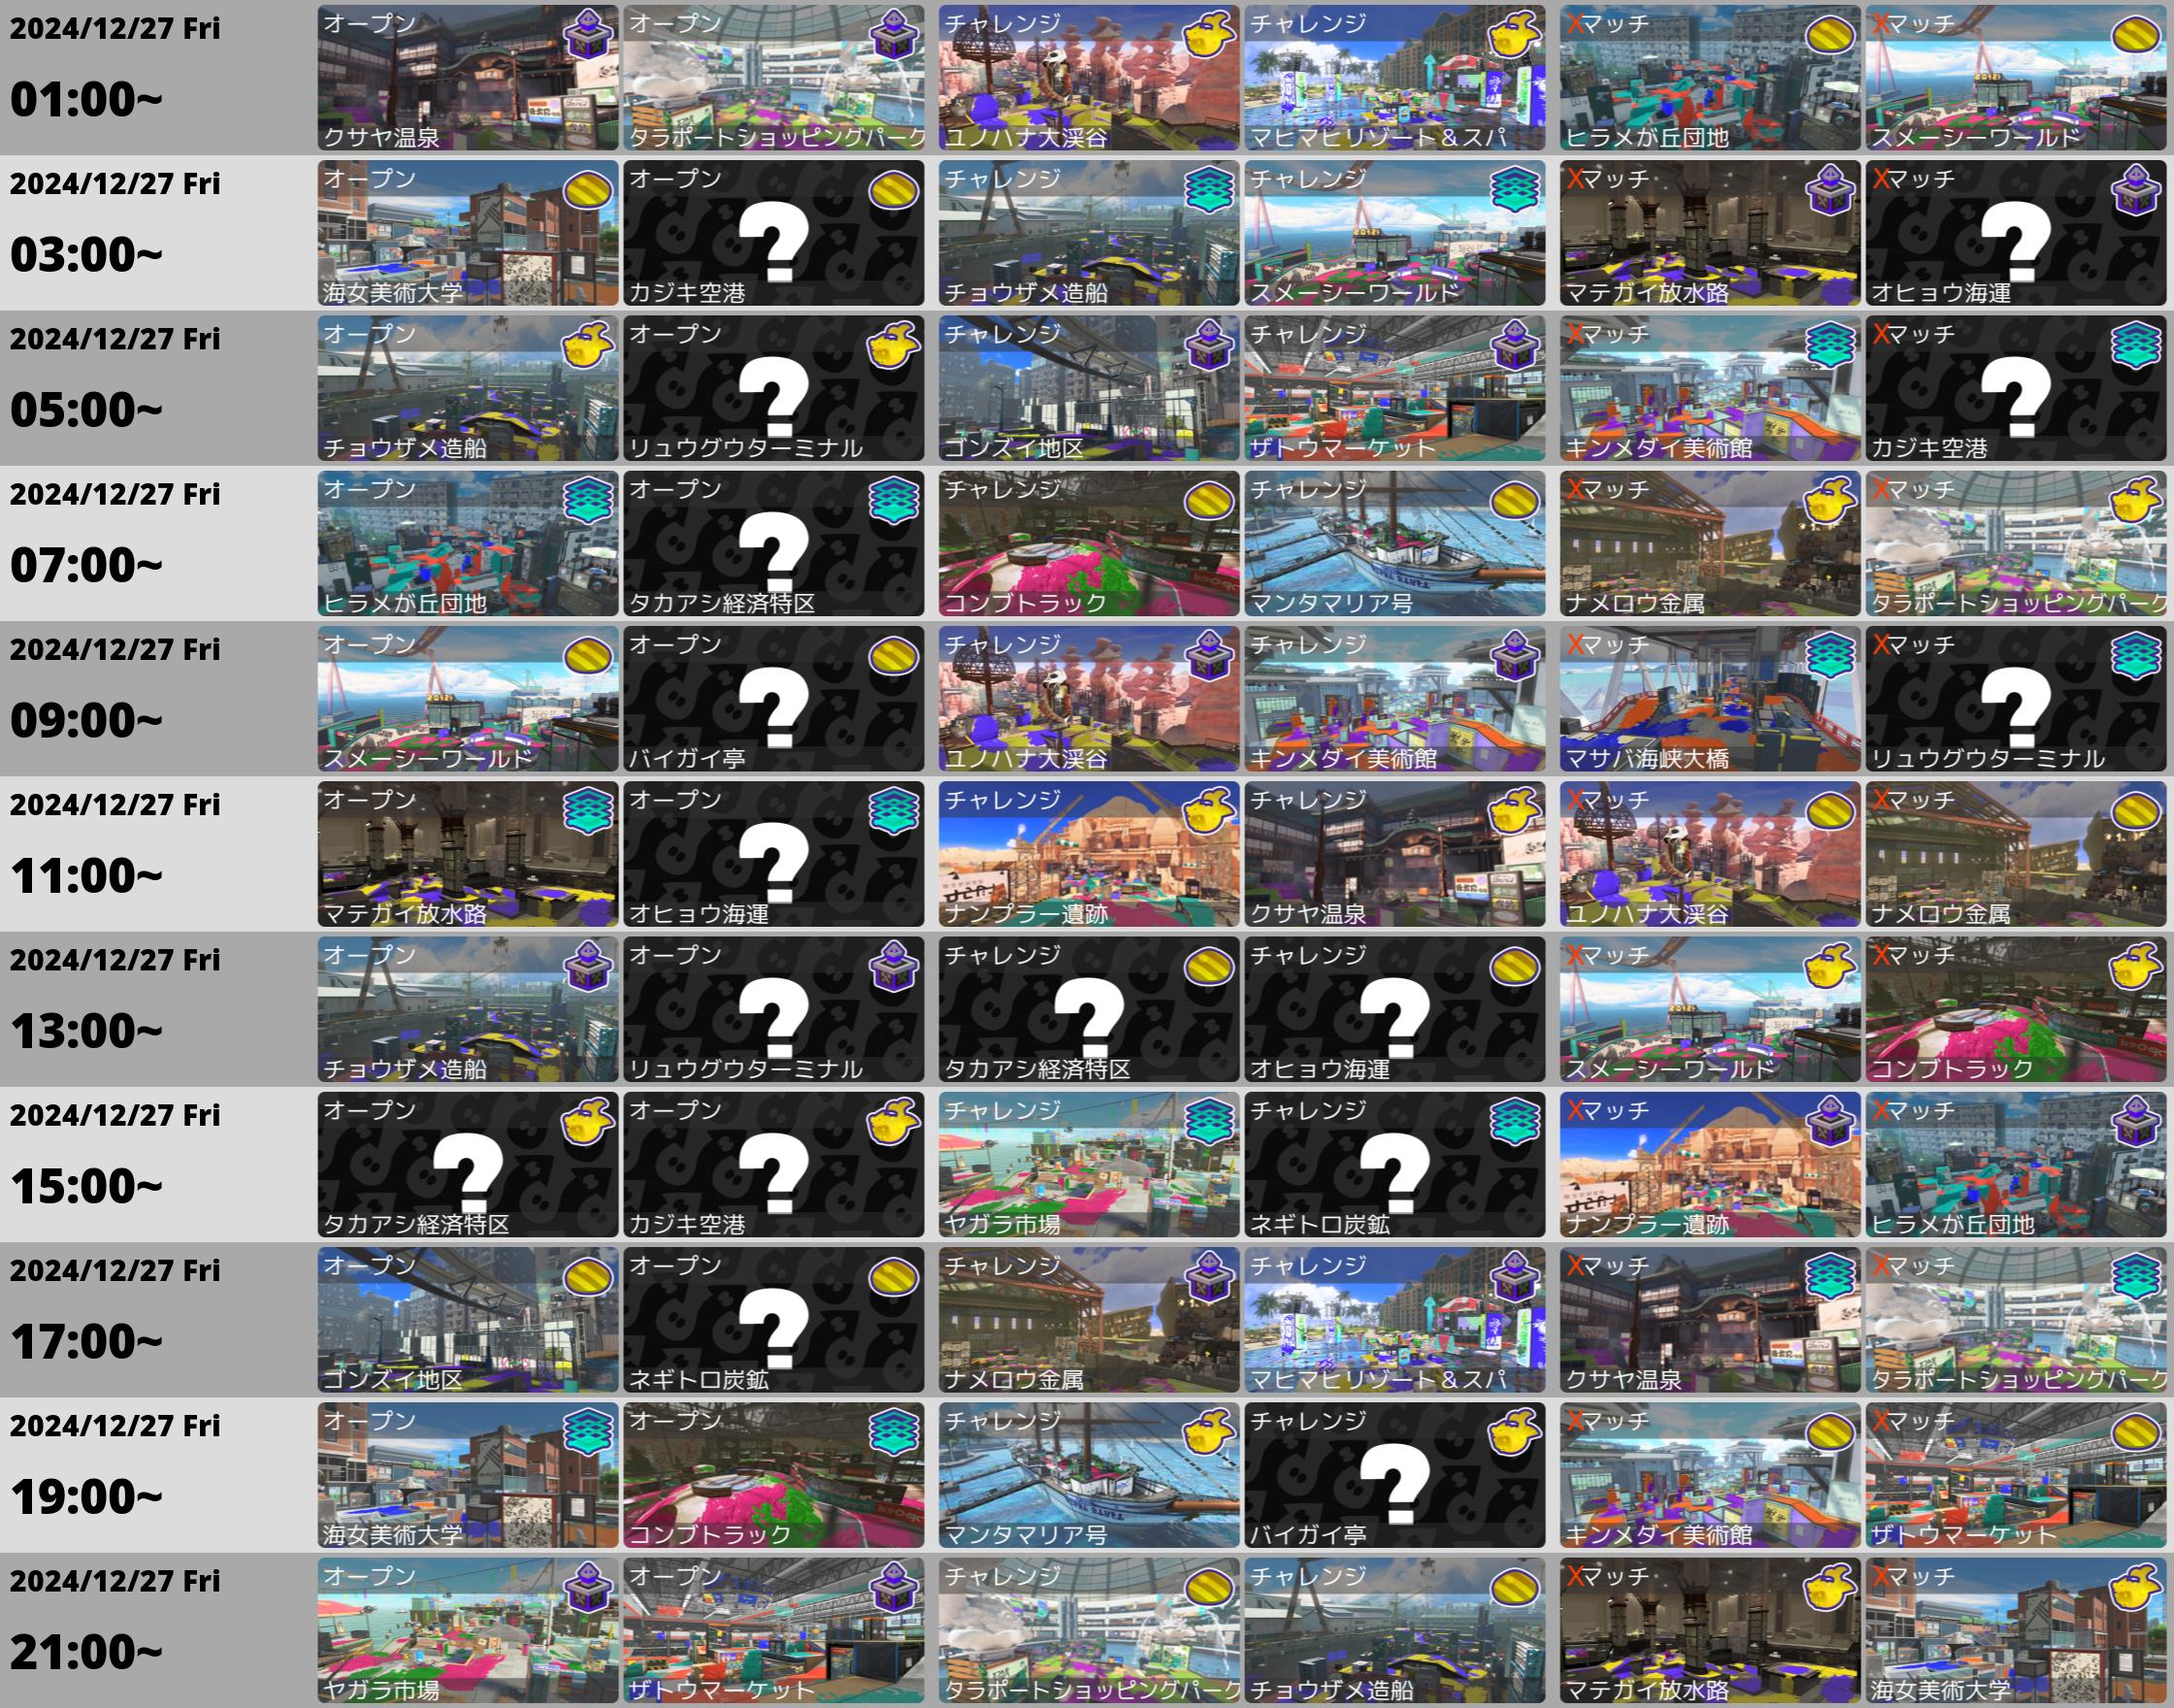 2024/12/27 Fri
01:00~
オープン
クサヤ温泉
オープン
タラポートショッピングパーク
チャレンジ
ユノハナ大渓谷
チャレンジ
マヒマヒリゾート＆スパ
Xマッチ
ヒラメが丘団地
Xマッチ
スメーシーワールド
2024/12/27 Fri
03:00~
オープン
海女美術大学
オープン
?
カジキ空港
チャレンジ
チョウザメ造船
チャレンジ
スメーシーワールド
Xマッチ
マテガイ放水路
Xマッチ
?
オヒョウ海運
2024/12/27 Fri
05:00~
オープン
チョウザメ造船
オープン
?
リュウグウターミナル
チャレンジ
ゴンズイ地区
チャレンジ
ザトウマーケット
Xマッチ
キンメダイ美術館
Xマッチ
?
カジキ空港
2024/12/27 Fri
07:00~
オープン
ヒラメが丘団地
オープン
?
タカアシ経済特区
チャレンジ
コンブトラック
チャレンジ
マンタマリア号
Xマッチ
ナメロウ金属
Xマッチ
タラポートショッピングパーク
2024/12/27 Fri
09:00~
オープン
スメーシーワールド
オープン
?
バイガイ亭
チャレンジ
ユノハナ大渓谷
チャレンジ
キンメダイ美術館
Xマッチ
マサバ海峡大橋
Xマッチ
?
リュウグウターミナル
2024/12/27 Fri
11:00~
オープン
マテガイ放水路
オープン
?
オヒョウ海運
チャレンジ
ナンプラー遺跡
チャレンジ
クサヤ温泉
Xマッチ
ユノハナ大渓谷
Xマッチ
ナメロウ金属
2024/12/27 Fri
13:00~
オープン
チョウザメ造船
オープン
?
リュウグウターミナル
チャレンジ
?
タカアシ経済特区
チャレンジ
?
オヒョウ海運
Xマッチ
スメーシーワールド
Xマッチ
コンブトラック
2024/12/27 Fri
15:00~
オープン
?
タカアシ経済特区
オープン
?
カジキ空港
チャレンジ
ヤガラ市場
チャレンジ
?
ネギトロ炭鉱
Xマッチ
ナンプラー遺跡
Xマッチ
ヒラメが丘団地
2024/12/27 Fri
17:00~
オープン
ゴンズイ地区
オープン
?
ネギトロ炭鉱
チャレンジ
ナメロウ金属
チャレンジ
マヒマヒリゾート＆スパ
Xマッチ
クサヤ温泉
Xマッチ
タラポートショッピングパーク
2024/12/27 Fri
19:00~
オープン
海女美術大学
オープン
コンブトラック
チャレンジ
マンタマリア号
チャレンジ
?
バイガイ亭
Xマッチ
キンメダイ美術館
Xマッチ
ザトウマーケット
2024/12/27 Fri
21:00~
オープン
ヤガラ市場
オープン
ザトウマーケット
チャレンジ
タラポートショッピングパーク
チャレンジ
チョウザメ造船
Xマッチ
マテガイ放水路
Xマッチ
海女美術大学